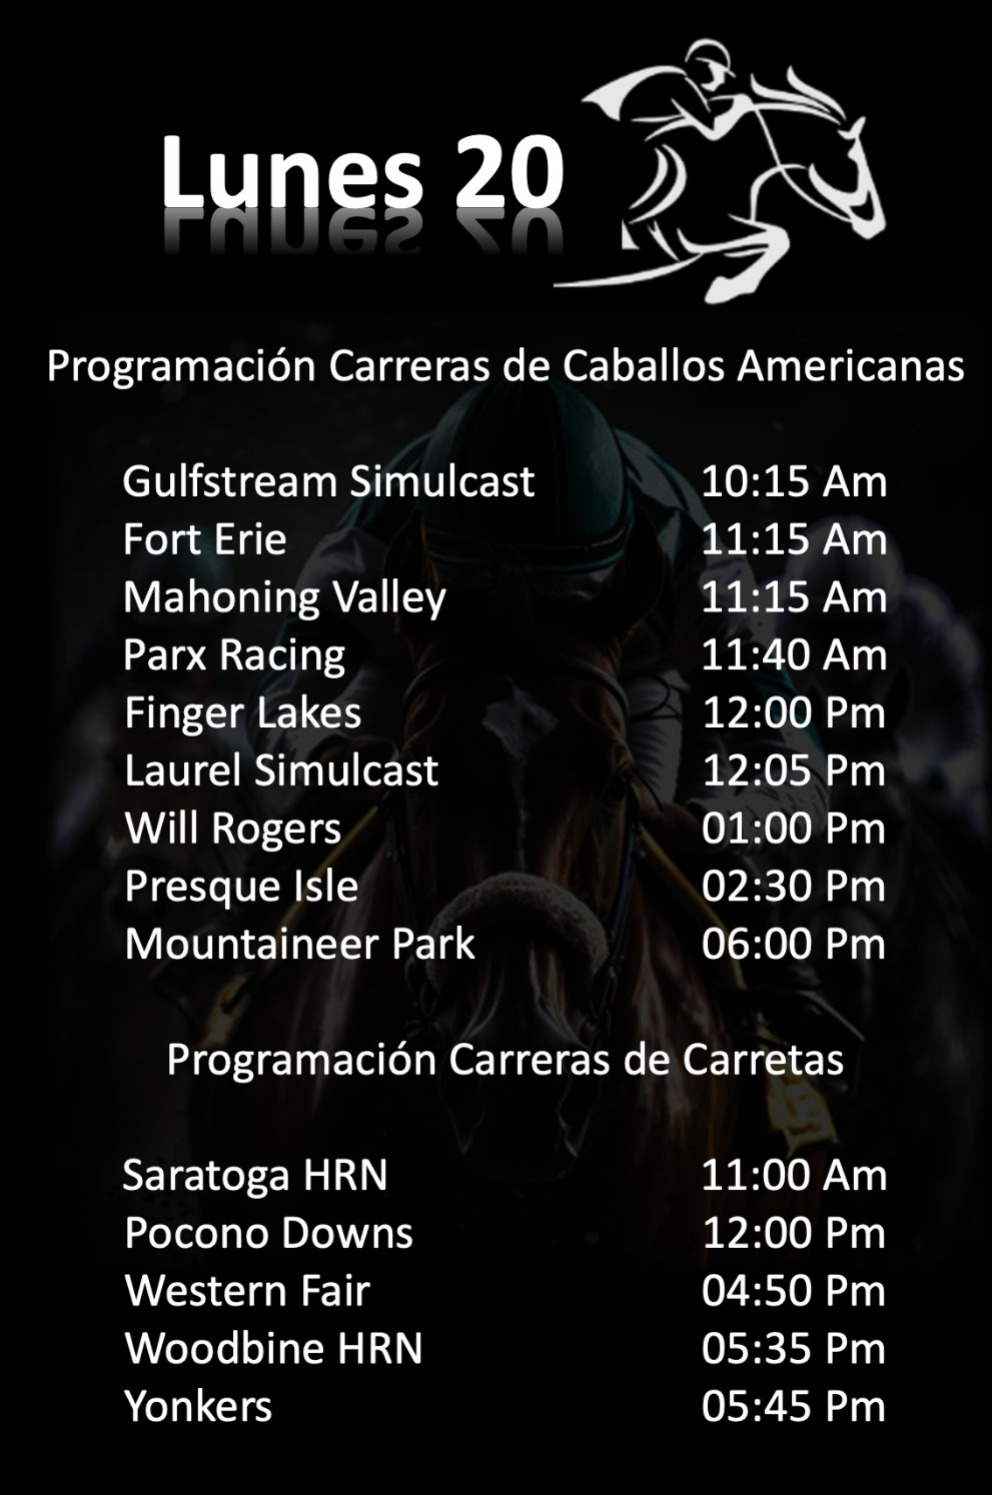 Lunes 20
Programación Carreras de Caballos Americanas
Gulfstream Simulcast 10:15 Am
Fort Erie 11:15 Am
Mahoning Valley 11:15 Am
Parx Racing 11:40 Am
Finger Lakes 12:00 Pm
Laurel Simulcast 12:05 Pm
Will Rogers 01:00 Pm
Presque Isle 02:30 Pm
Mountaineer Park 06:00 Pm
Programación Carreras de Carretas
Saratoga HRN 11:00 Am
Pocono Downs 12:00 Pm
Western Fair 04:50 Pm
Woodbine HRN 05:35 Pm
Yonkers 05:45 Pm